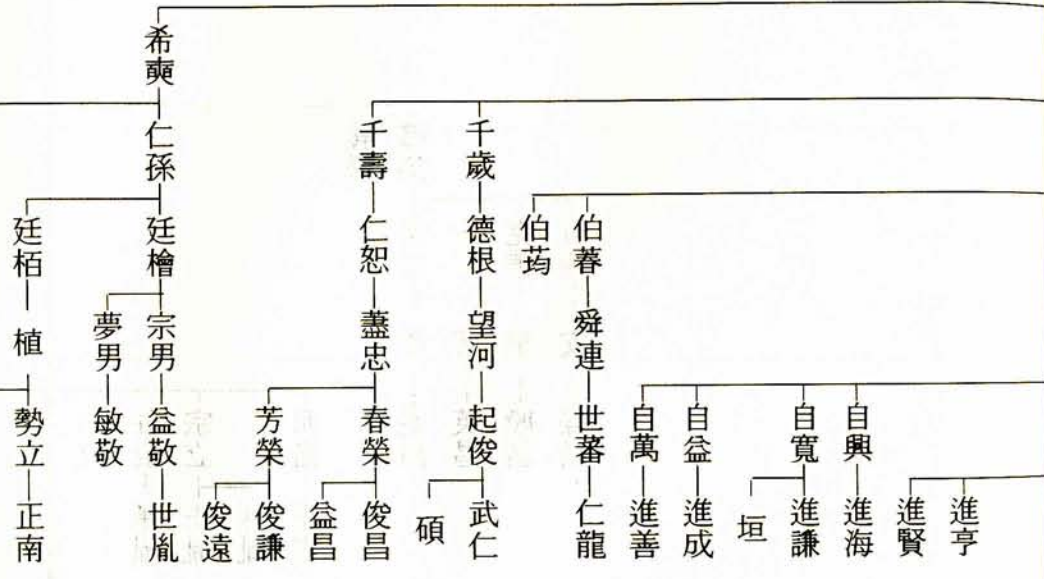 希奭
千歲
千壽
仁孫
伯暮
伯荺
德根
仁恕
廷檜
廷栢
舜連
望河
藎忠
宗男
夢男
植
自興
自寬
自益
自萬
世蕃
起俊
春榮
芳榮
益敬
敏敬
勢立
進亨
進賢
進海
進謙
垣
進成
進善
仁龍
武仁
碩
俊昌
益昌
俊謙
俊遠
世胤
正南